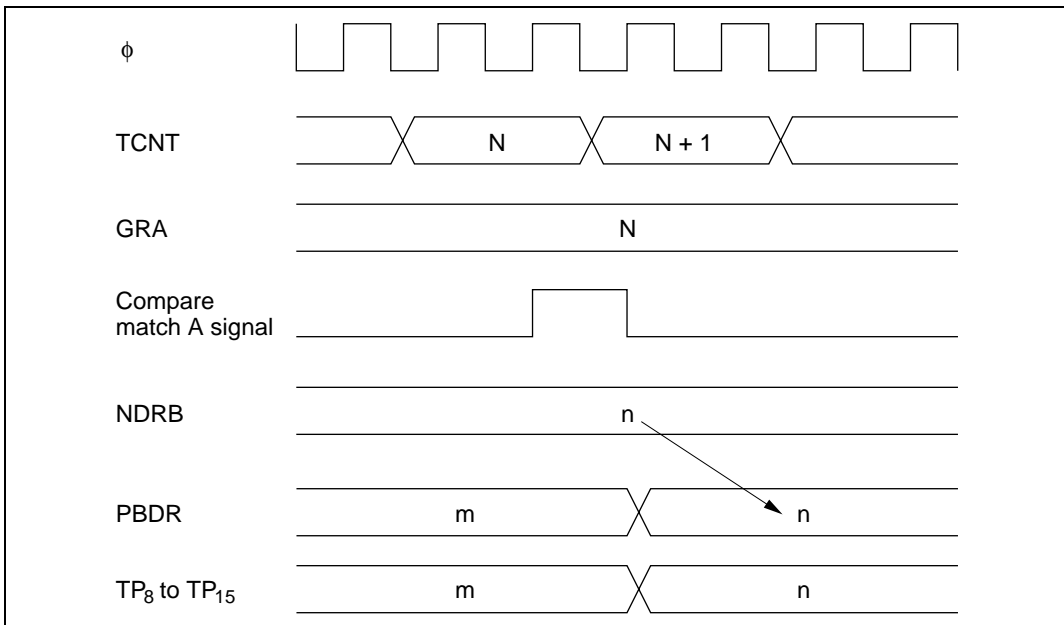 ϕ
TCNT N N + 1
GRA N
Compare
match A signal
NDRB n
PBDR m n
TP8 to TP15 m n